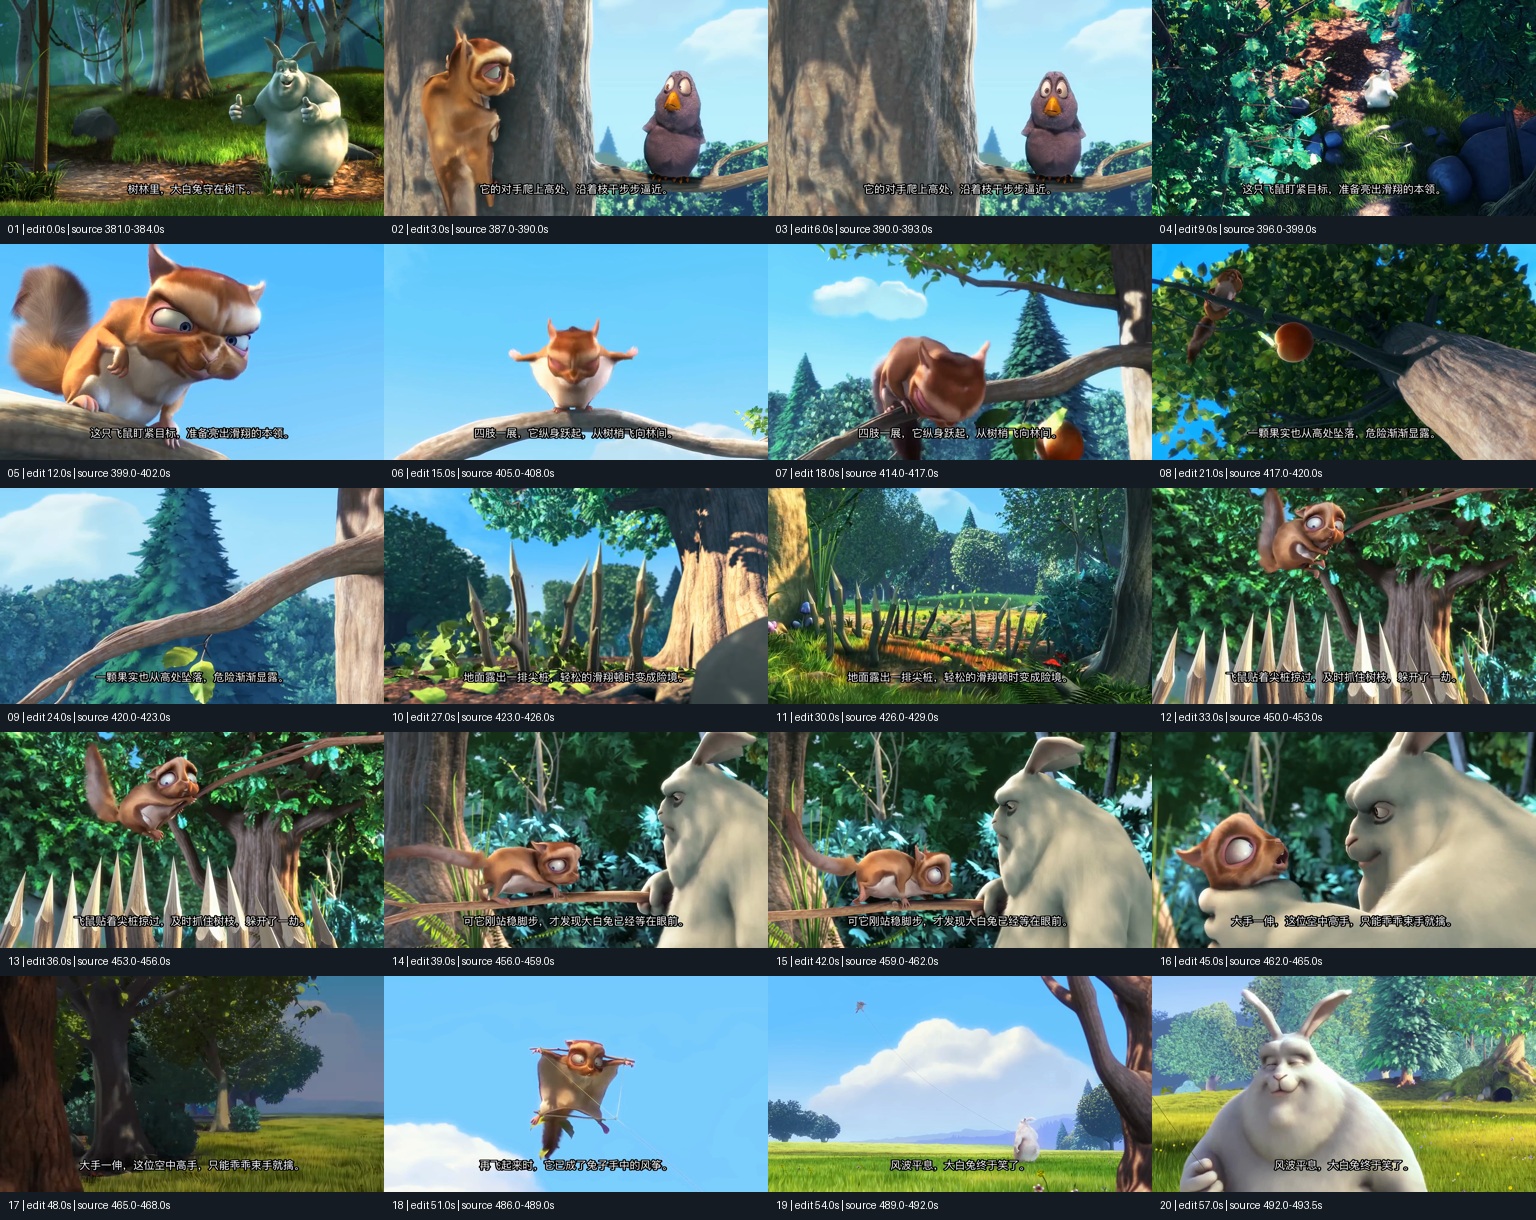 树林里，大白兔守在树下。
01 | edit 0.0s | source 381.0-384.0s
它的对手爬上高处，沿着枝干步步逼近。
02 | edit 3.0s | source 387.0-390.0s
它的对手爬上高处，沿着枝干步步逼近。
03 | edit 6.0s | source 390.0-393.0s
这只飞鼠盯紧目标，准备亮出滑翔的本领。
04 | edit 9.0s | source 396.0-399.0s
这只飞鼠盯紧目标，准备亮出滑翔的本领。
05 | edit 12.0s | source 399.0-402.0s
四肢一展，它纵身跃起，从树梢飞向林间。
06 | edit 15.0s | source 405.0-408.0s
四肢一展，它纵身跃起，从树梢飞向林间。
07 | edit 18.0s | source 414.0-417.0s
一颗果实也从高处坠落，危险渐渐显露。
08 | edit 21.0s | source 417.0-420.0s
一颗果实也从高处坠落，危险渐渐显露。
09 | edit 24.0s | source 420.0-423.0s
地面露出一排尖桩，轻松的滑翔顿时变成险境。
10 | edit 27.0s | source 423.0-426.0s
地面露出一排尖桩，轻松的滑翔顿时变成险境。
11 | edit 30.0s | source 426.0-429.0s
飞鼠贴着尖桩掠过，及时抓住树枝，躲开了一劫。
12 | edit 33.0s | source 450.0-453.0s
飞鼠贴着尖桩掠过，及时抓住树枝，躲开了一劫。
13 | edit 36.0s | source 453.0-456.0s
可它刚站稳脚步，才发现大白兔已经等在眼前。
14 | edit 39.0s | source 456.0-459.0s
可它刚站稳脚步，才发现大白兔已经等在眼前。
15 | edit 42.0s | source 459.0-462.0s
大手一伸，这位空中高手，只能乖乖束手就擒。
16 | edit 45.0s | source 462.0-465.0s
大手一伸，这位空中高手，只能乖乖束手就擒。
17 | edit 48.0s | source 465.0-468.0s
再飞起来时，它已成了兔子手中的风筝。
18 | edit 51.0s | source 486.0-489.0s
风波平息，大白兔终于笑了。
19 | edit 54.0s | source 489.0-492.0s
风波平息，大白兔终于笑了。
20 | edit 57.0s | source 492.0-493.5s